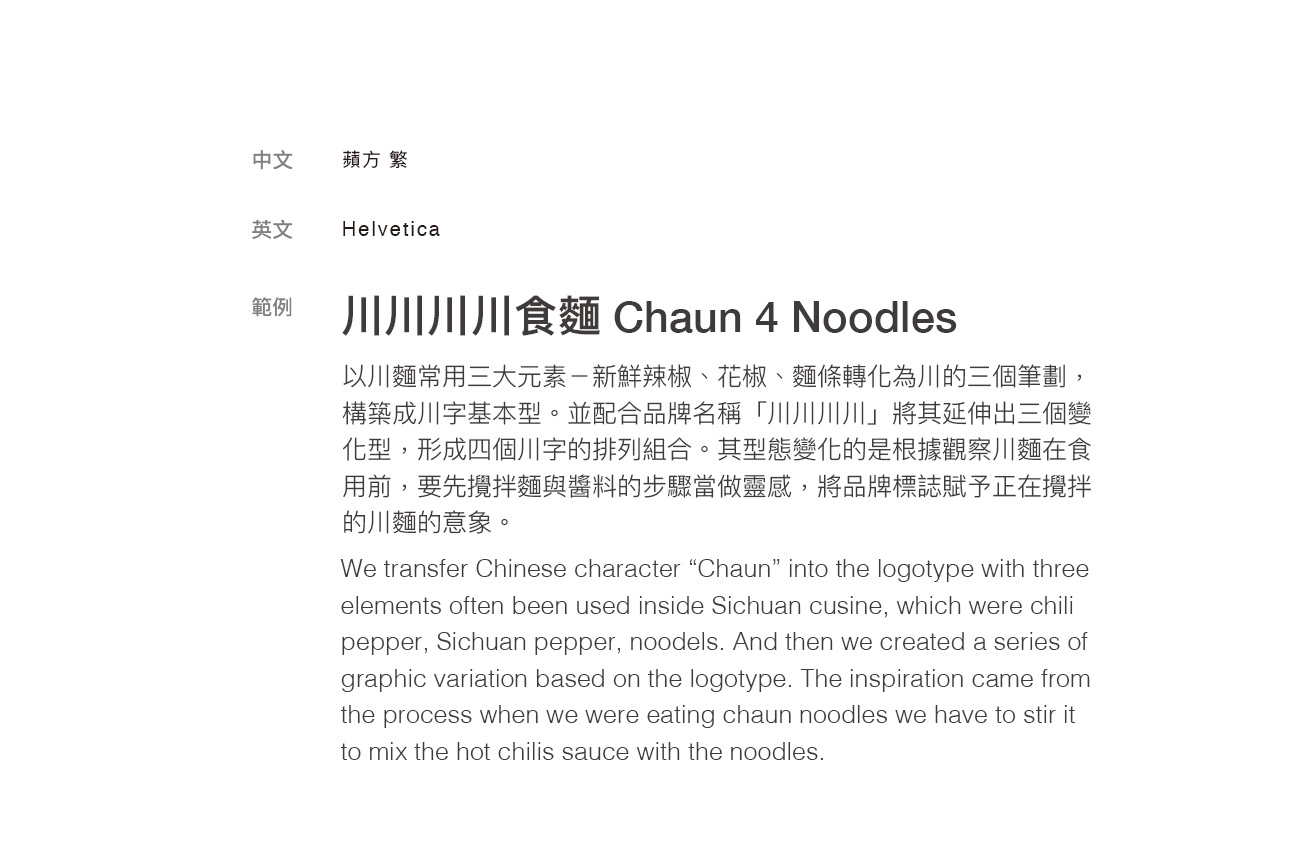 中文 蘋方 繁
英文 Helvetica
範例 川川川川食麵 Chaun 4 Noodles
以川麵常用三大元素－新鮮辣椒、花椒、麵條轉化為川的三個筆劃，
構築成川字基本型。並配合品牌名稱「川川川川」將其延伸出三個變
化型，形成四個川字的排列組合。其型態變化的是根據觀察川麵在食
用前，要先攪拌麵與醬料的步驟當做靈感，將品牌標誌賦予正在攪拌
的川麵的意象。
We transfer Chinese character “Chaun” into the logotype with three
elements often been used inside Sichuan cusine, which were chili
pepper, Sichuan pepper, noodels. And then we created a series of
graphic variation based on the logotype. The inspiration came from
the process when we were eating chaun noodles we have to stir it
to mix the hot chilis sauce with the noodles.